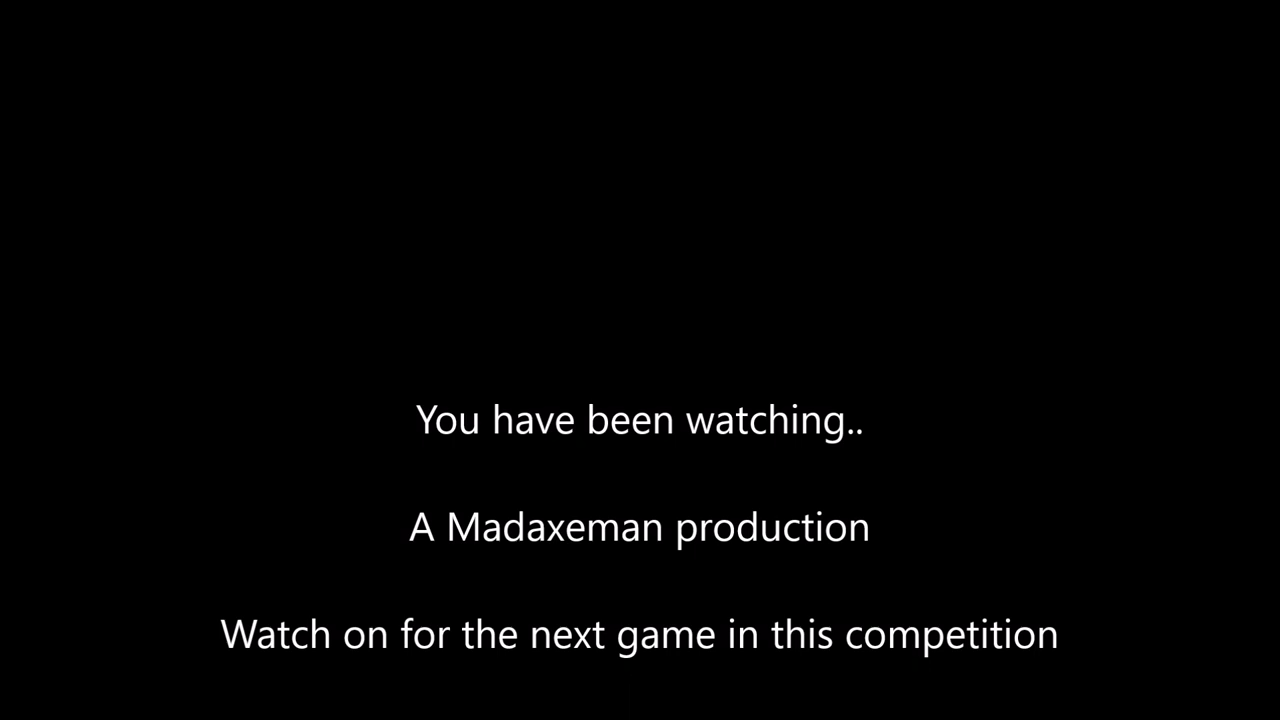 You have been watching..
A Madaxeman production
Watch on for the next game in this competition